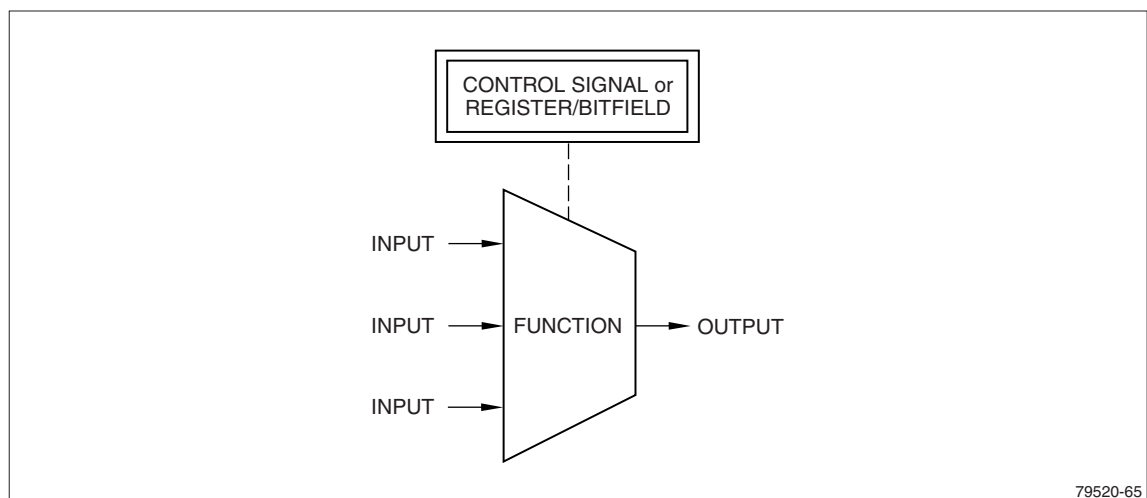 CONTROL SIGNAL or
REGISTER/BITFIELD
INPUT
INPUT
FUNCTION
OUTPUT
INPUT
79520-65